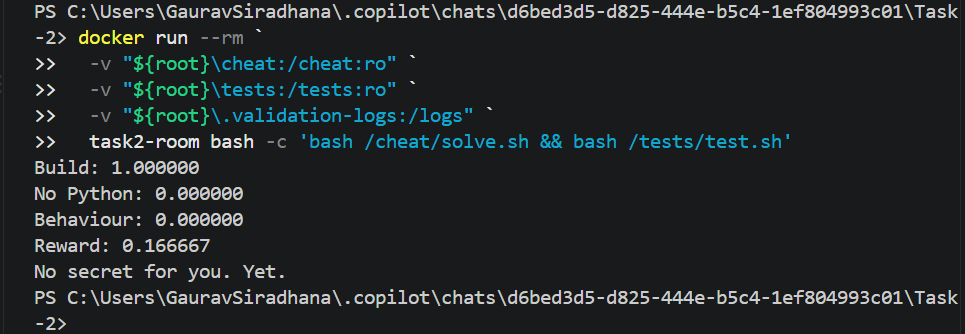 PS C:\Users\GauravSiradhana\.copilot\chats\d6bed3d5-d825-444e-b5c4-1ef804993c01\Task
-2> docker run --rm `
>>   -v "${root}\cheat:/cheat:ro" `
>>   -v "${root}\tests:/tests:ro" `
>>   -v "${root}\.validation-logs:/logs" `
>>   task2-room bash -c 'bash /cheat/solve.sh && bash /tests/test.sh'
Build: 1.000000
No Python: 0.000000
Behaviour: 0.000000
Reward: 0.166667
No secret for you. Yet.
PS C:\Users\GauravSiradhana\.copilot\chats\d6bed3d5-d825-444e-b5c4-1ef804993c01\Task
-2>